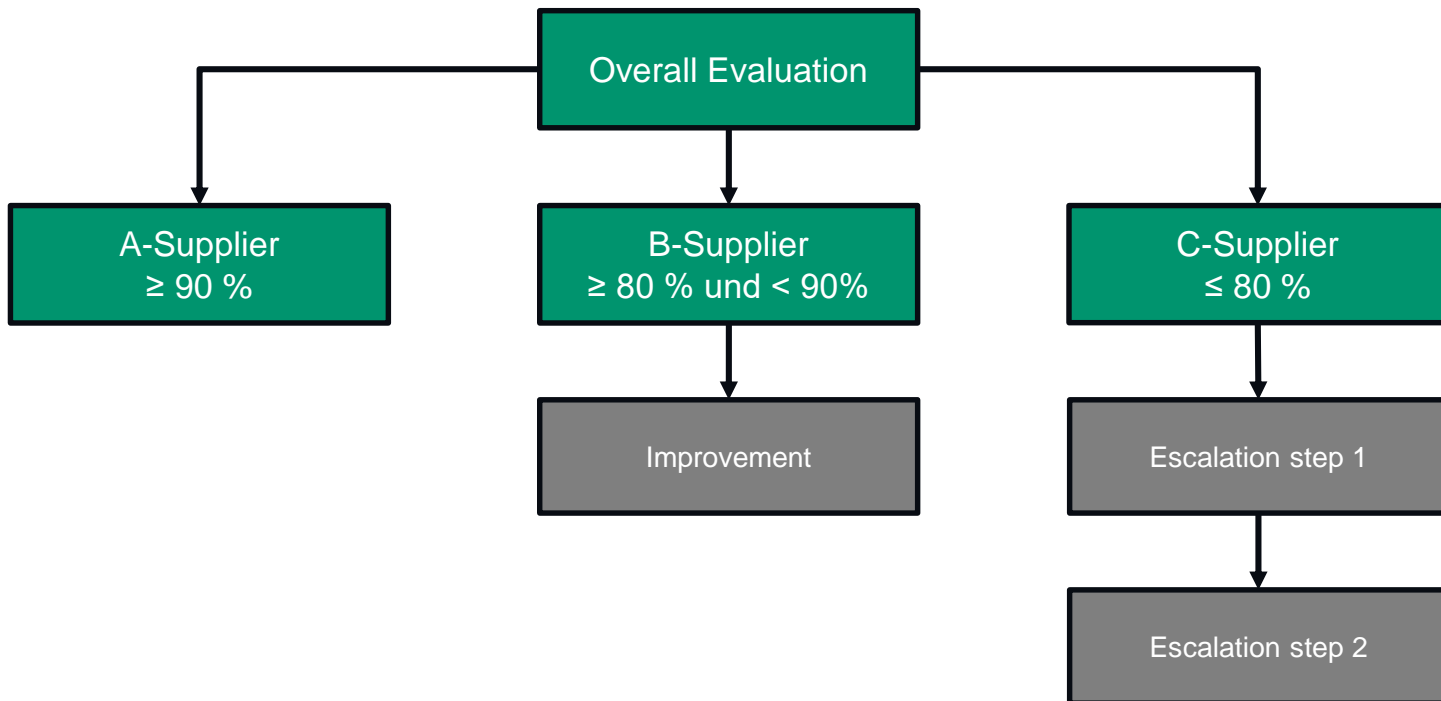 Overall Evaluation
A-Supplier
≥ 90 %
B-Supplier
≥ 80 % und < 90%
C-Supplier
≤ 80 %
Improvement
Escalation step 1
Escalation step 2